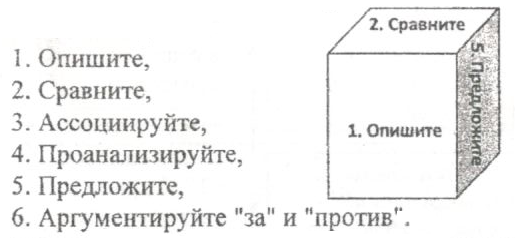 1. Опишите,
2. Сравните,
3. Ассоциируйте,
4. Проанализируйте,
5. Предложите,
6. Аргументируйте "за" и "против".
2. Сравните
1. Опишите
5. Предложите